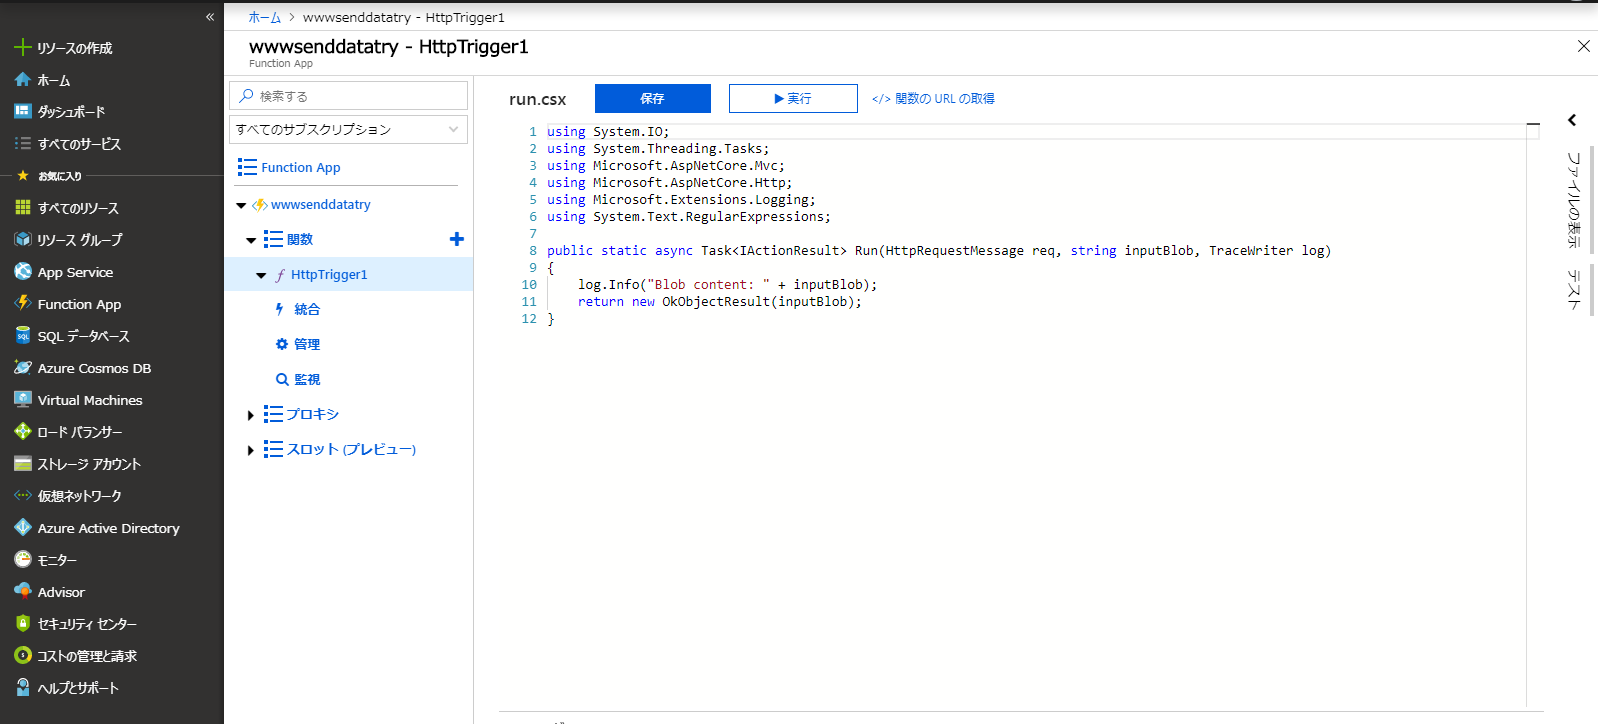 «
リソースの作成
ホーム
ダッシュボード
すべてのサービス
お気に入り
すべてのリソース
リソース グループ
App Service
Function App
SQL データベース
Azure Cosmos DB
Virtual Machines
ロード バランサー
ストレージ アカウント
仮想ネットワーク
Azure Active Directory
モニター
Advisor
セキュリティ センター
コストの管理と請求
ヘルプとサポート
ホーム > wwwsenddatatry - HttpTrigger1
wwwsenddatatry - HttpTrigger1
Function App
検索する
すべてのサブスクリプション
Function App
wwwsenddatatry
関数
HttpTrigger1
統合
管理
監視
プロキシ
スロット (プレビュー)
run.csx
保存
実行
</> 関数の URL の取得
1 using System.IO;
2 using System.Threading.Tasks;
3 using Microsoft.AspNetCore.Mvc;
4 using Microsoft.AspNetCore.Http;
5 using Microsoft.Extensions.Logging;
6 using System.Text.RegularExpressions;
7
8 public static async Task<IActionResult> Run(HttpRequestMessage req, string inputBlob, TraceWriter log)
9 {
10 log.Info("Blob content: " + inputBlob);
11 return new OkObjectResult(inputBlob);
12 }
ファイルの表示
テスト